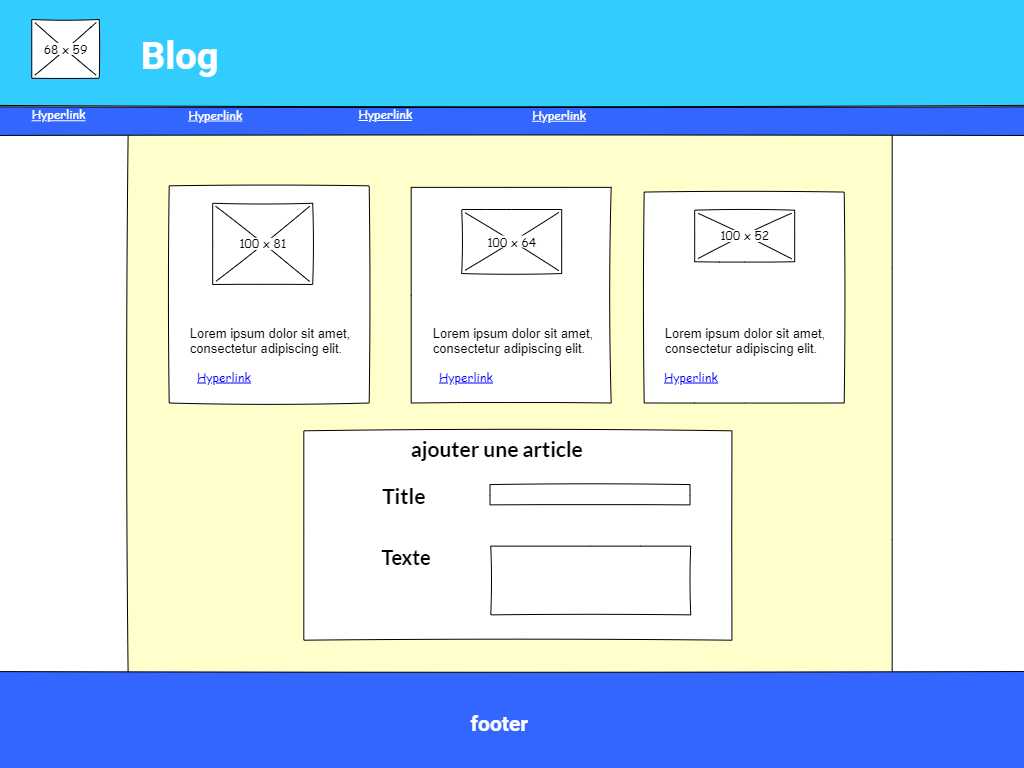 68 x 59
Blog
Hyperlink
Hyperlink
Hyperlink
Hyperlink
100 x 81
Lorem ipsum dolor sit amet,
consectetur adipiscing elit.
Hyperlink
100 x 64
Lorem ipsum dolor sit amet,
consectetur adipiscing elit.
Hyperlink
100 x 52
Lorem ipsum dolor sit amet,
consectetur adipiscing elit.
Hyperlink
ajouter une article
Title
Texte
footer